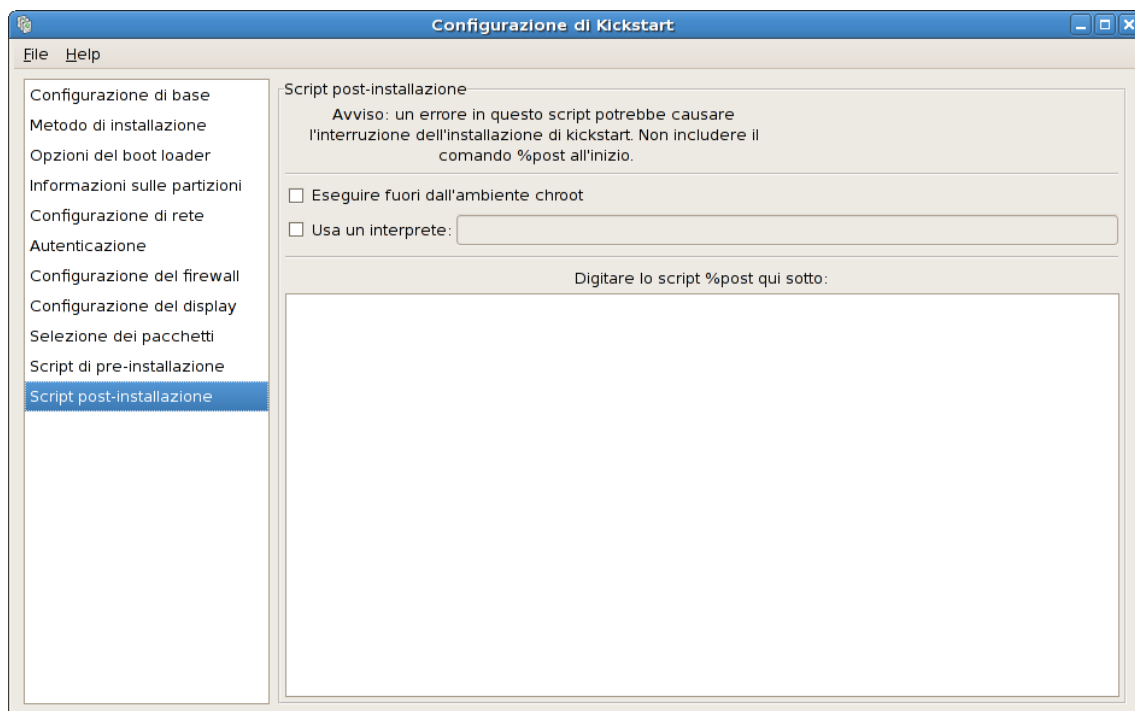 Configurazione di Kickstart
File Help
Configurazione di base
Metodo di installazione
Opzioni del boot loader
Informazioni sulle partizioni
Configurazione di rete
Autenticazione
Configurazione del firewall
Configurazione del display
Selezione dei pacchetti
Script di pre-installazione
Script post-installazione
Script post-installazione
Avviso: un errore in questo script potrebbe causare
l'interruzione dell'installazione di kickstart. Non includere il
comando %post all'inizio.
Eseguire fuori dall'ambiente chroot
Usa un interprete:
Digitare lo script %post qui sotto: